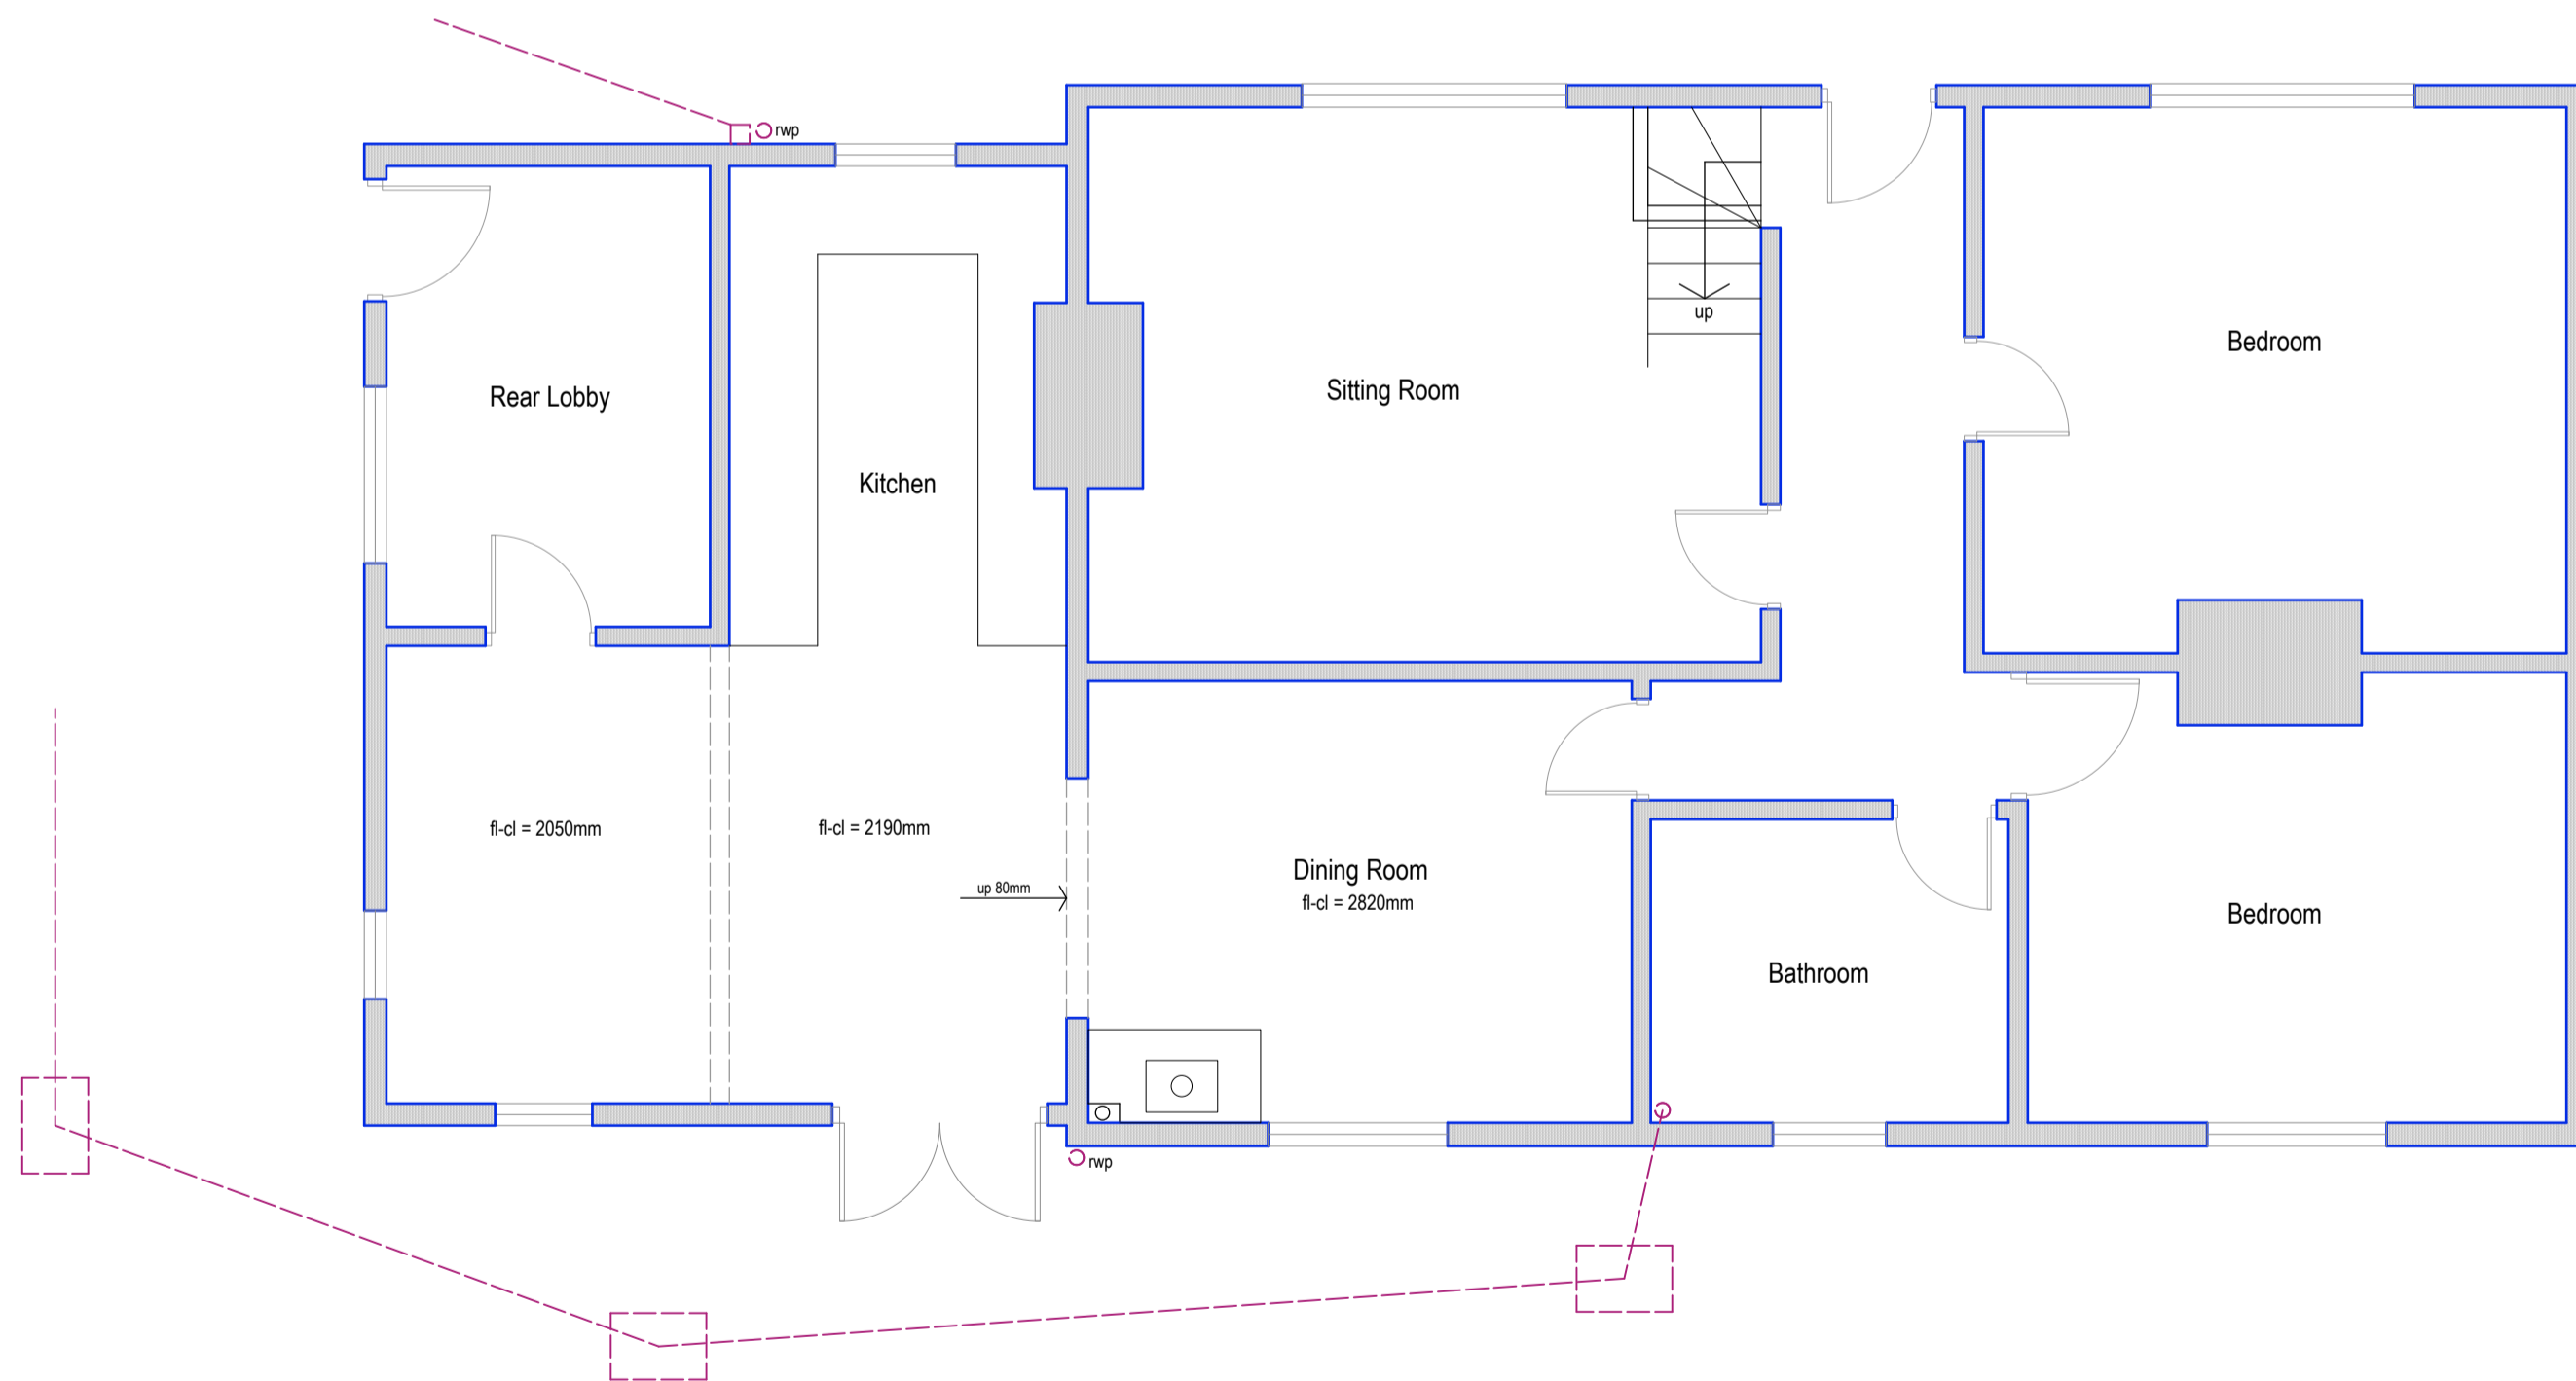 rwp
up
Bedroom
Sitting Room
Rear Lobby
Kitchen
fl-cl = 2050mm
fl-cl = 2190mm
up 80mm
Dining Room
fl-cl = 2820mm
Bathroom
Bedroom
rwp